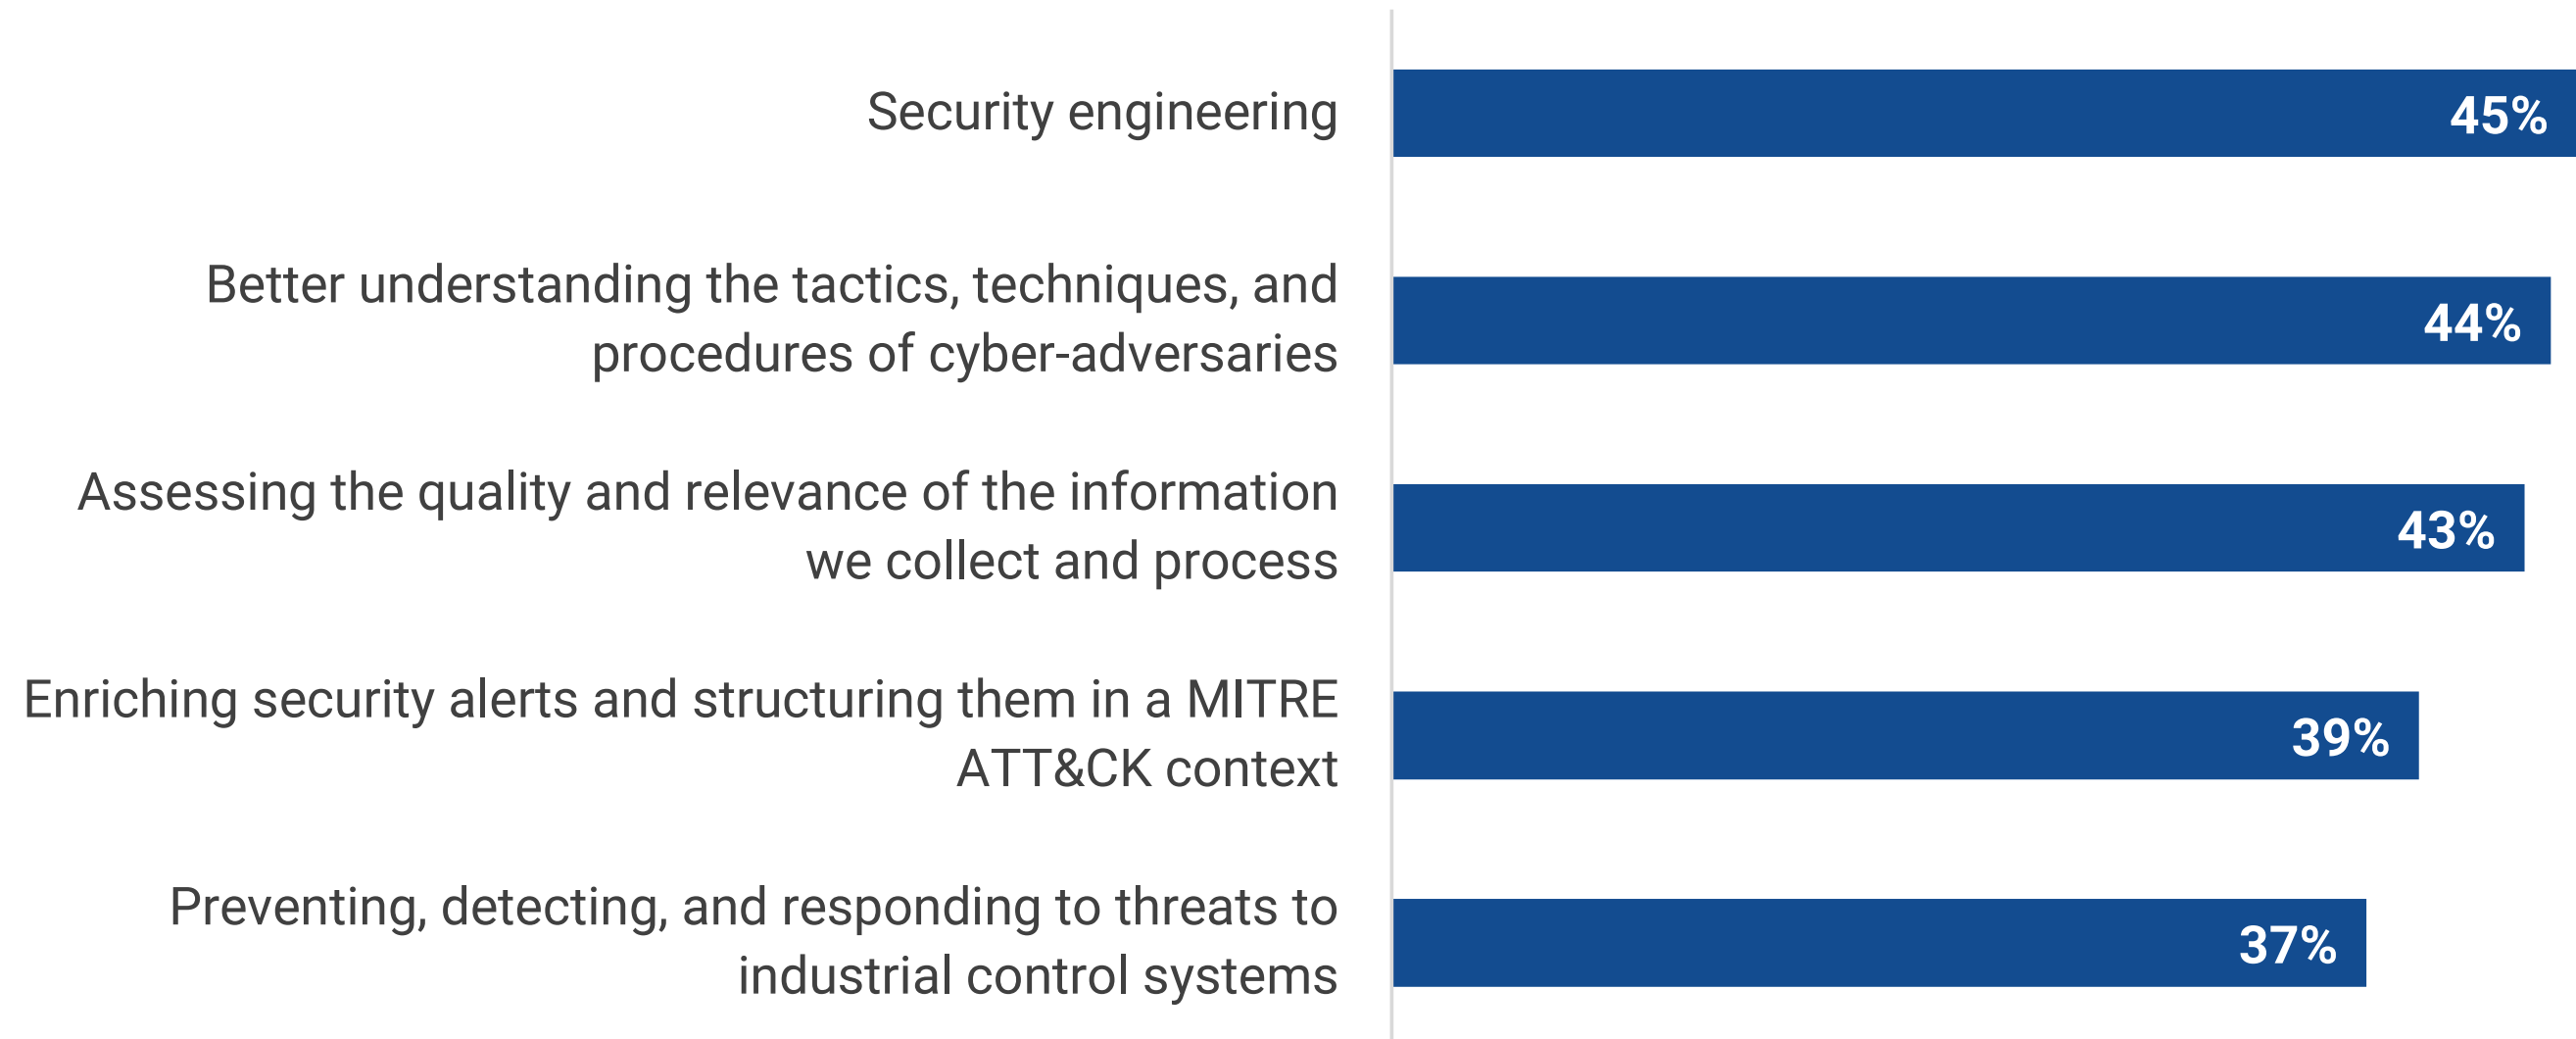 Security engineering
45%
Better understanding the tactics, techniques, and
procedures of cyber-adversaries
44%
Assessing the quality and relevance of the information
we collect and process
43%
Enriching security alerts and structuring them in a MITRE
ATT&CK context
39%
Preventing, detecting, and responding to threats to
industrial control systems
37%